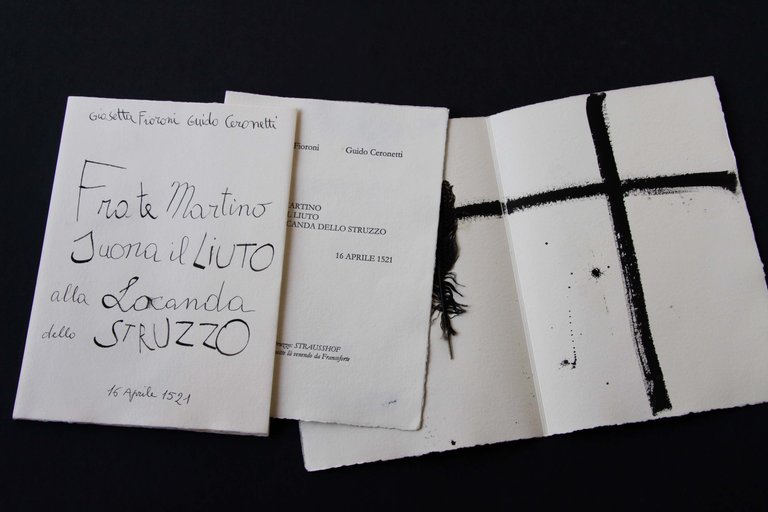 Giosetta Fioroni Guido Ceronetti
Frate Martino
Suona il LIUTO
alla Locanda
dello STRUZZO
16 Aprile 1521
Fioroni Guido Ceronetti
ARTINO
L LIUTO
CANDA DELLO STRUZZO
16 APRILE 1521
STRAUSSHOF
venendo da Francoforte